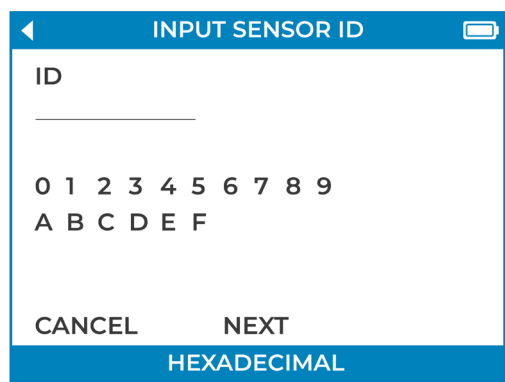 INPUT SENSOR ID
ID
0 1 2 3 4 5 6 7 8 9
A B C D E F
CANCEL NEXT
HEXADECIMAL